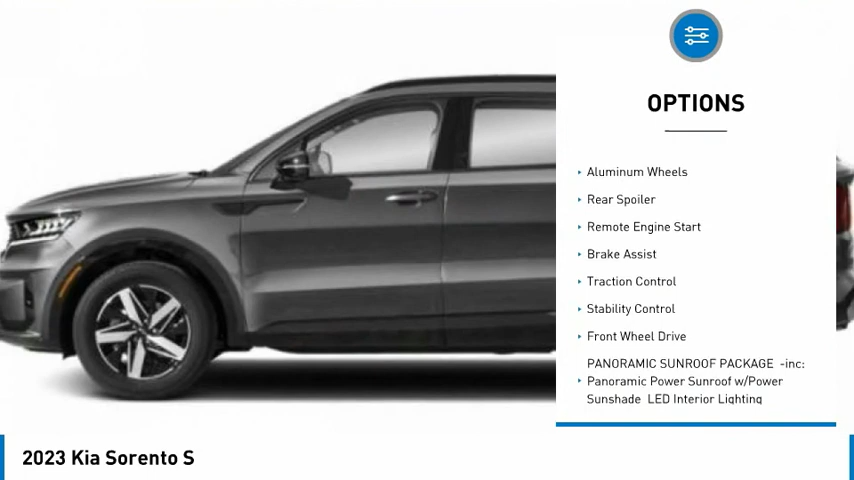 OPTIONS
Aluminum Wheels
Rear Spoiler
Remote Engine Start
Brake Assist
Traction Control
Stability Control
Front Wheel Drive
PANORAMIC SUNROOF PACKAGE -inc:
Panoramic Power Sunroof w/Power
Sunshade LED Interior Lighting
2023 Kia Sorento S